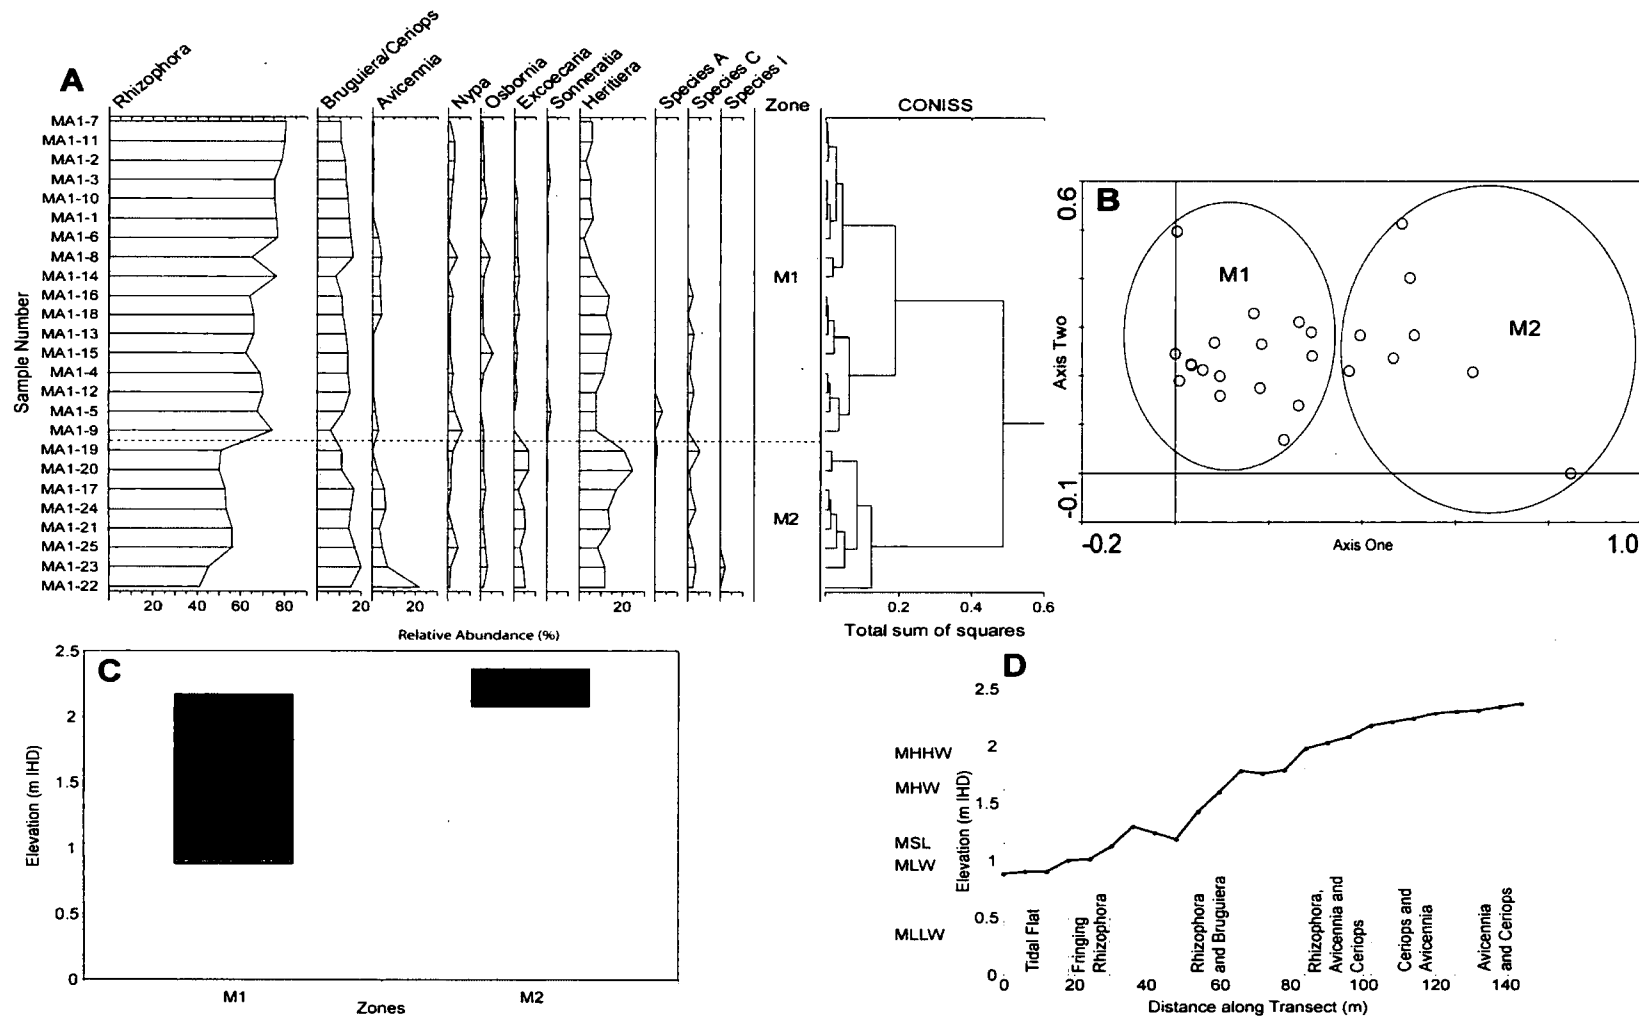 A
Rhizophora
Bruguiera/Ceriops
Avicennia
Nypa
Osbornia
Excoecaria
Sonneratia
Heritiera
Species A
Species C
Species I
Zone
CONISS
Sample Number
MA1-7
MA1-11
MA1-2
MA1-3
MA1-10
MA1-1
MA1-6
MA1-8
MA1-14
MA1-16
MA1-18
MA1-13
MA1-15
MA1-4
MA1-12
MA1-5
MA1-9
MA1-19
MA1-20
MA1-17
MA1-24
MA1-21
MA1-25
MA1-23
MA1-22
M1
M2
20 40 60 80 20 20 20
Relative Abundance (%)
0.2 0.4 0.6
Total sum of squares
B
0.6
Axis Two
-0.1
M1
M2
-0.2 Axis One 1.0
C
2.5
2
1.5
1
0.5
0
Elevation (m IHD)
M1 M2
Zones
D
MHHW
MHW
MSL
MLW
MLLW
Elevation (m IHD)
2.5
2
1.5
1
0.5
0
Tidal Flat
Fringing
Rhizophora
Rhizophora
and Bruguiera
Rhizophora,
Avicennia and
Ceriops
Ceriops and
Avicennia
Avicennia
and Ceriops
0 20 40 60 80 100 120 140
Distance along Transect (m)